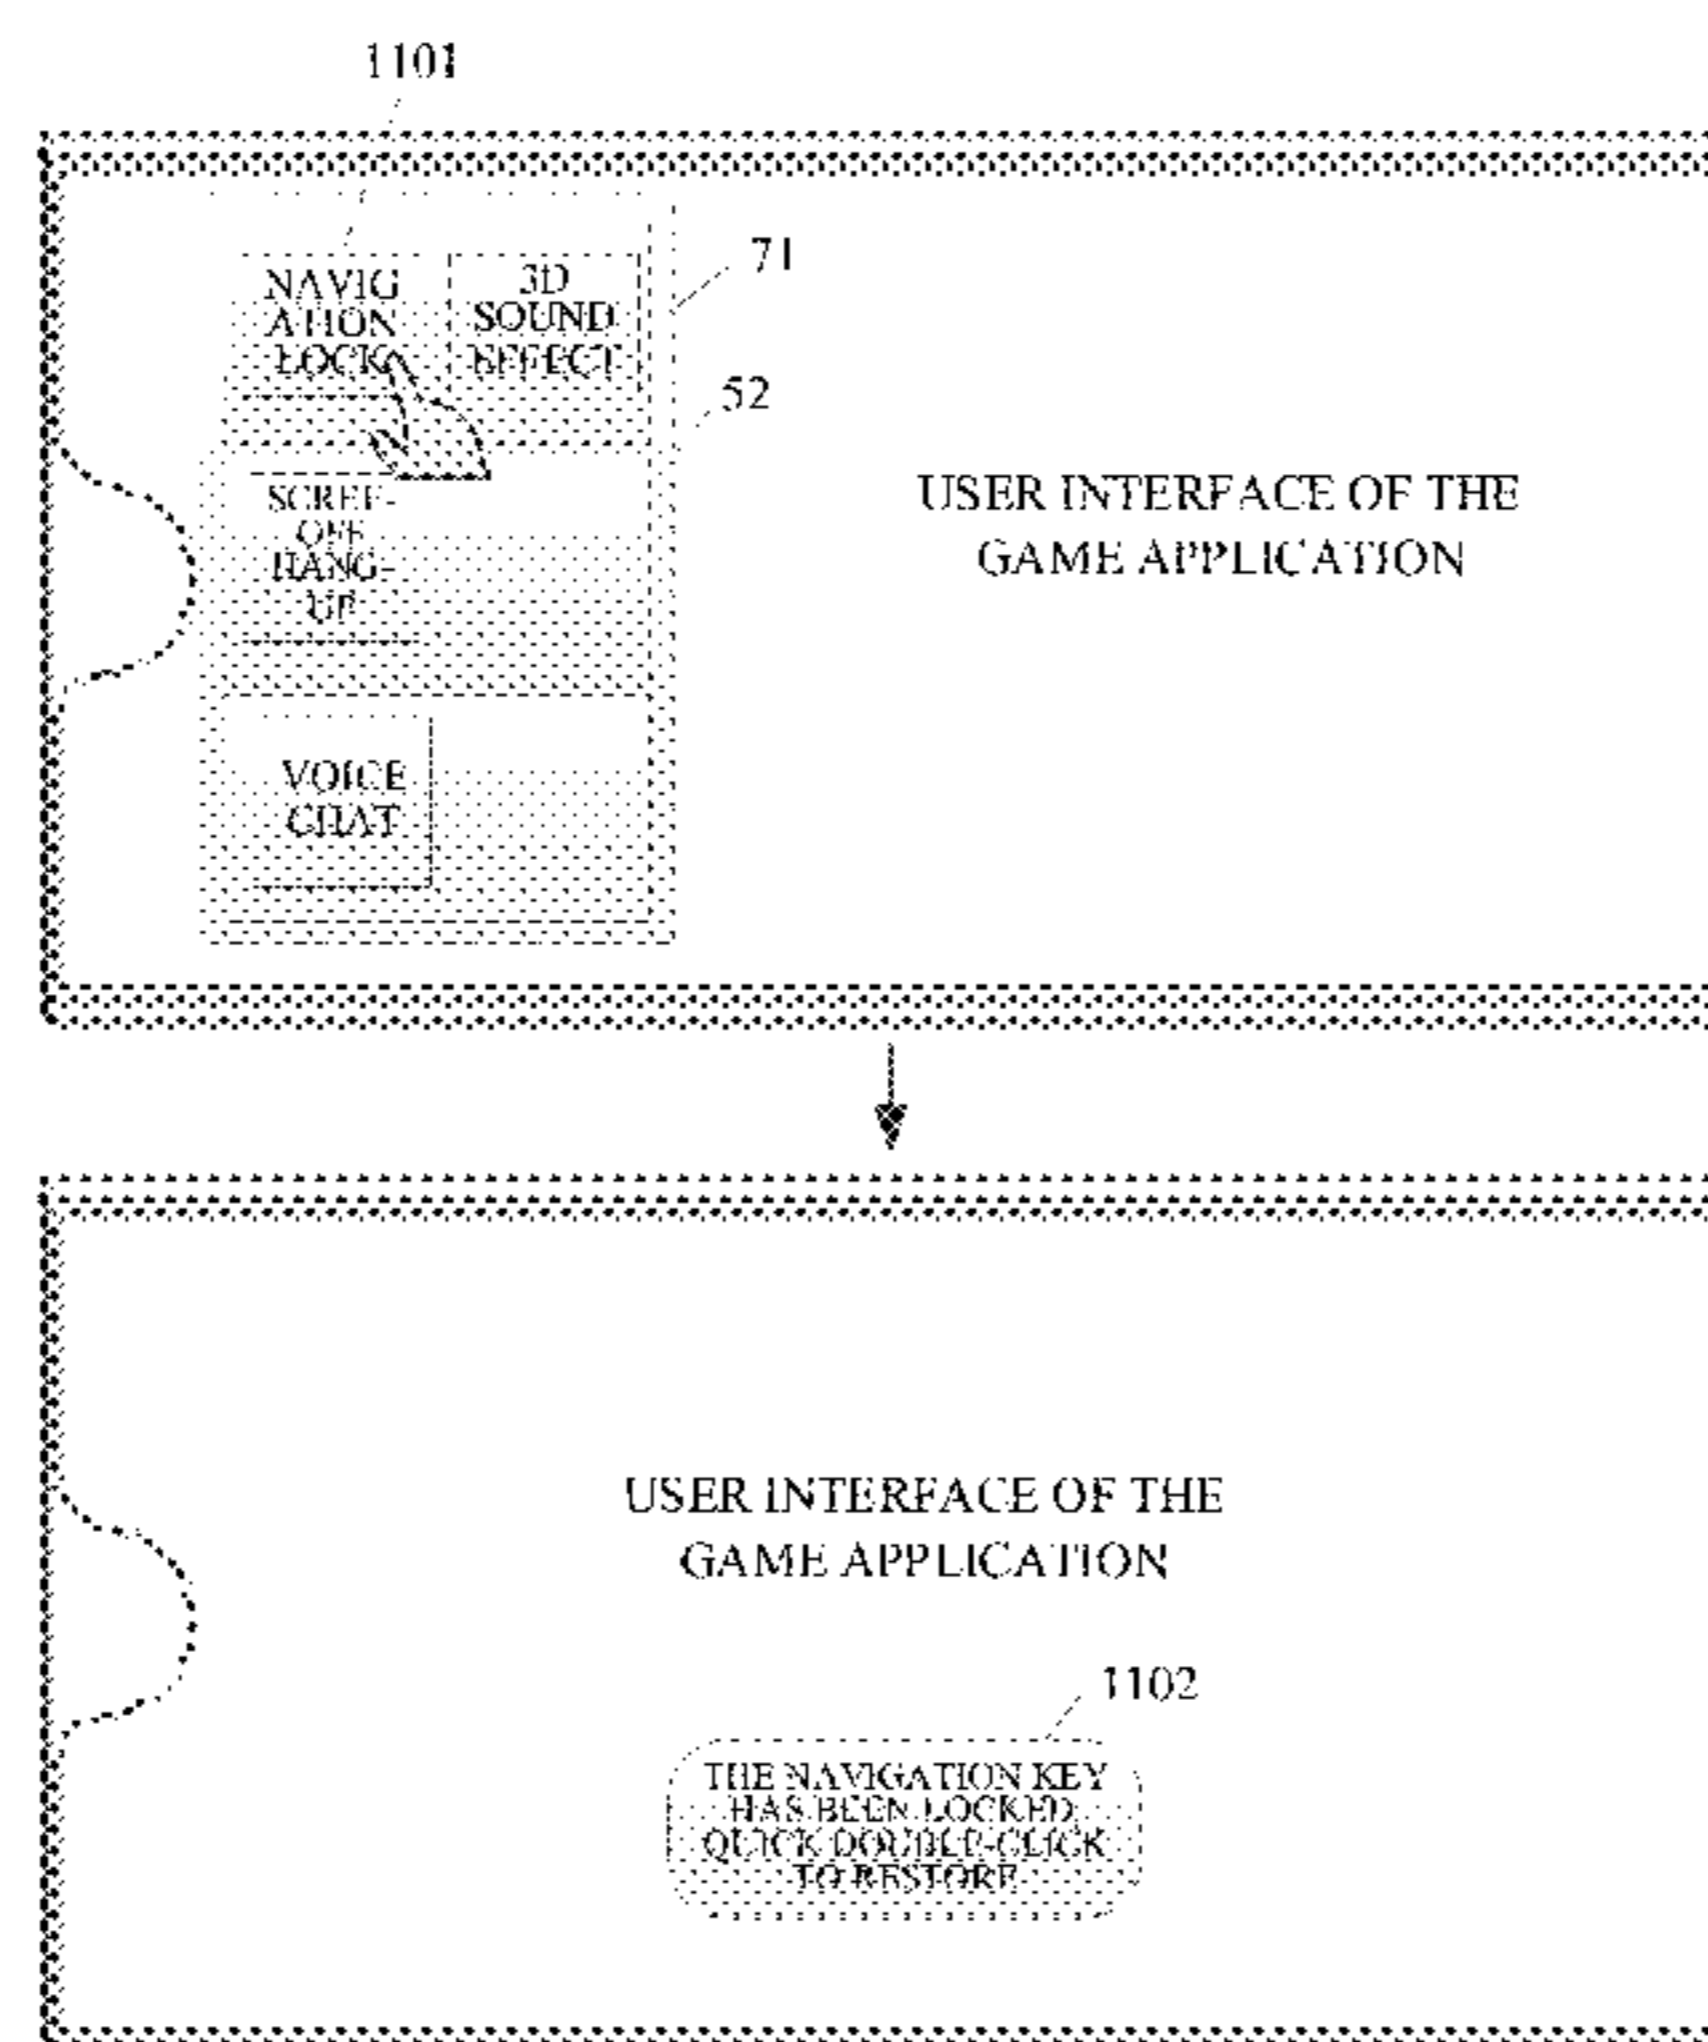 1101
NAVIG
ATION
LOCK
3D
SOUND
EFFECT
71
52
SCREE-
OFF
HANG-
UP
VOICE
CHAT
USER INTERFACE OF THE
GAME APPLICATION
USER INTERFACE OF THE
GAME APPLICATION
1102
THE NAVIGATION KEY
HAS BEEN LOCKED,
QUICK DOUBLE-CLICK
TO RESTORE